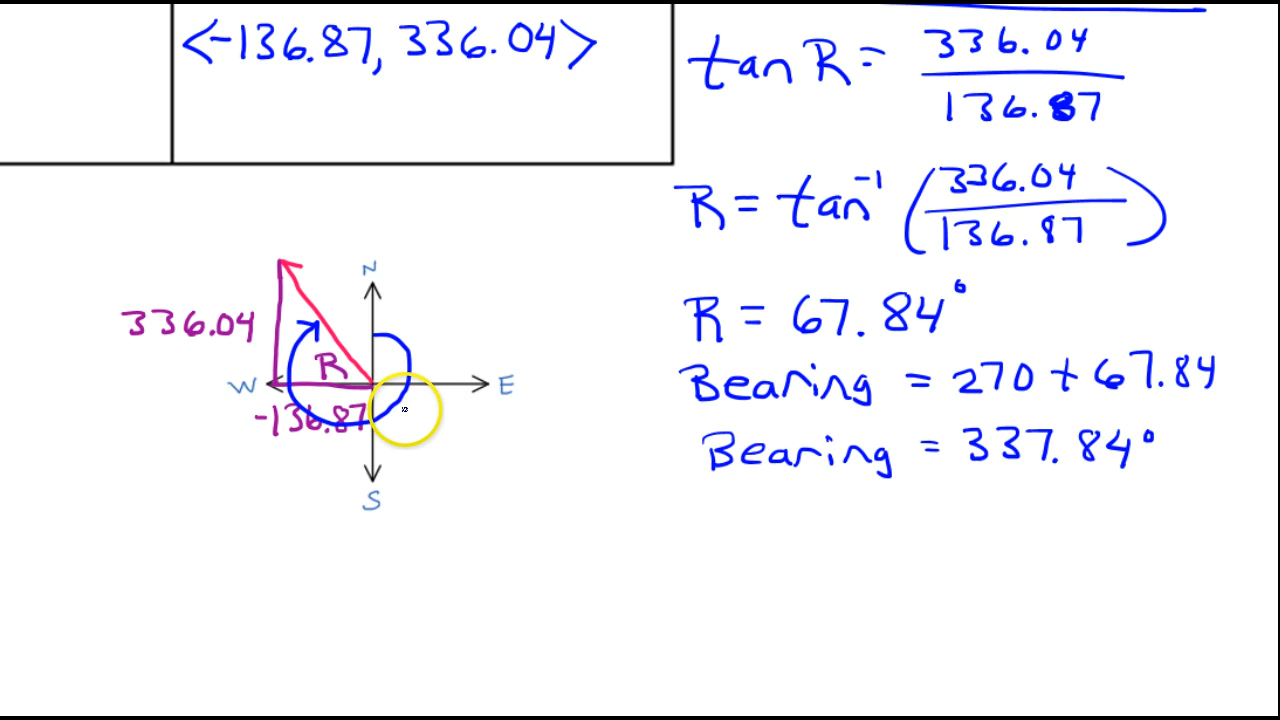 <-136.87, 336.04>
tan R = 336.04
136.87
R = tan⁻¹ (336.04
136.87)
R = 67.84°
Bearing = 270 + 67.84
Bearing = 337.84°
N
336.04
R
W
E
-136.87
S